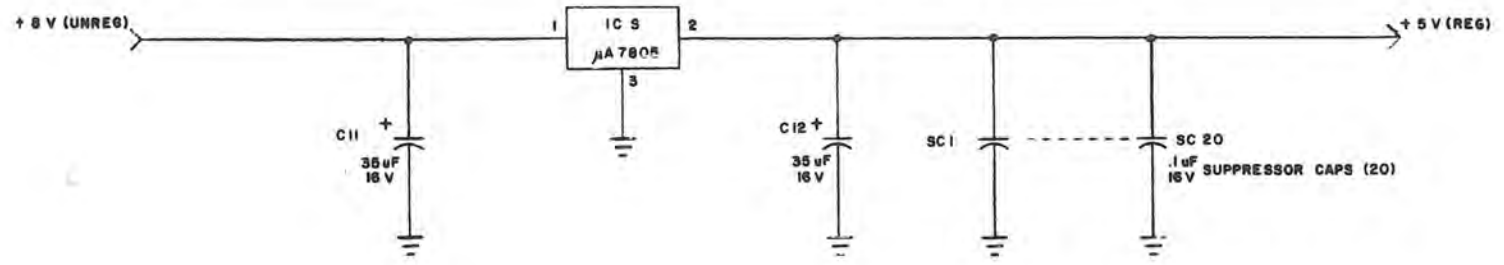 + 8 V (UNREG)
1
IC S
µA 7805
2
3
+ 5 V (REG)
C11
+
35 uF
16 V
C12 +
35 uF
16 V
SC 1
SC 20
.1 uF
16 V SUPPRESSOR CAPS (20)